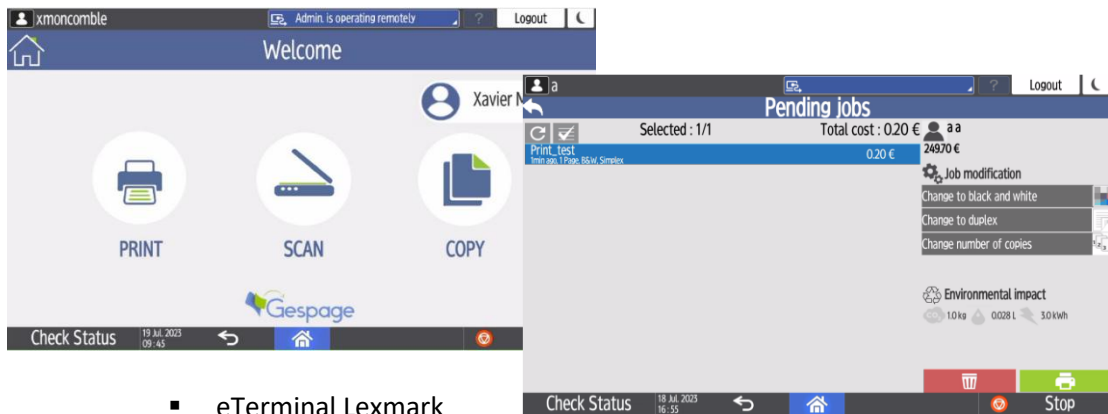 xmoncomble
Admin. is operating remotely
?
Logout
Welcome
Xavier
PRINT
SCAN
COPY
Gespage
Check Status
19 Jul. 2023
09:45
a
?
Logout
Pending jobs
Selected : 1/1
Total cost : 0.20 €
a a
249.70 €
Print_test
1min ago, 1 Page, B&W, Simplex
0.20 €
Job modification
Change to black and white
Change to duplex
Change number of copies
Environmental impact
CO2 1.0 kg 0.028 L 3.0 kWh
Check Status
18 Jul. 2023
16:55
Stop
▪ eTerminal Lexmark